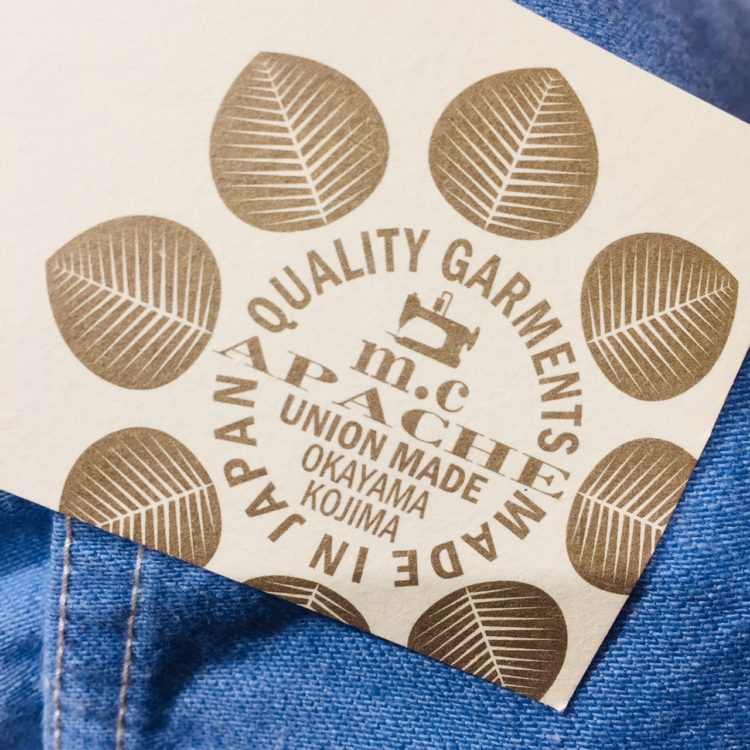 QUALITY GARMENTS
m.c
APACHE
UNION MADE
OKAYAMA
KOJIMA
MADE IN JAPAN